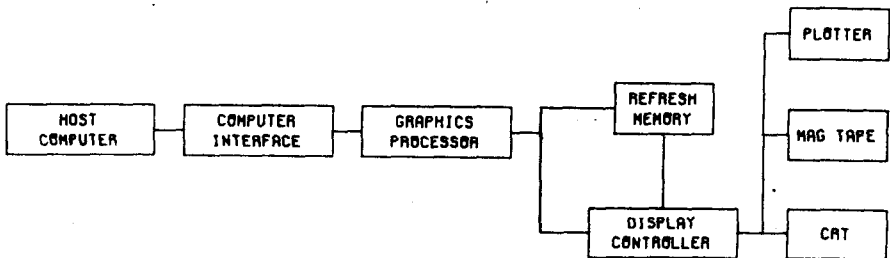 PLOTTER
REFRESH
MEMORY
HOST
COMPUTER
COMPUTER
INTERFACE
GRAPHICS
PROCESSOR
MAG TAPE
DISPLAY
CONTROLLER
CRT